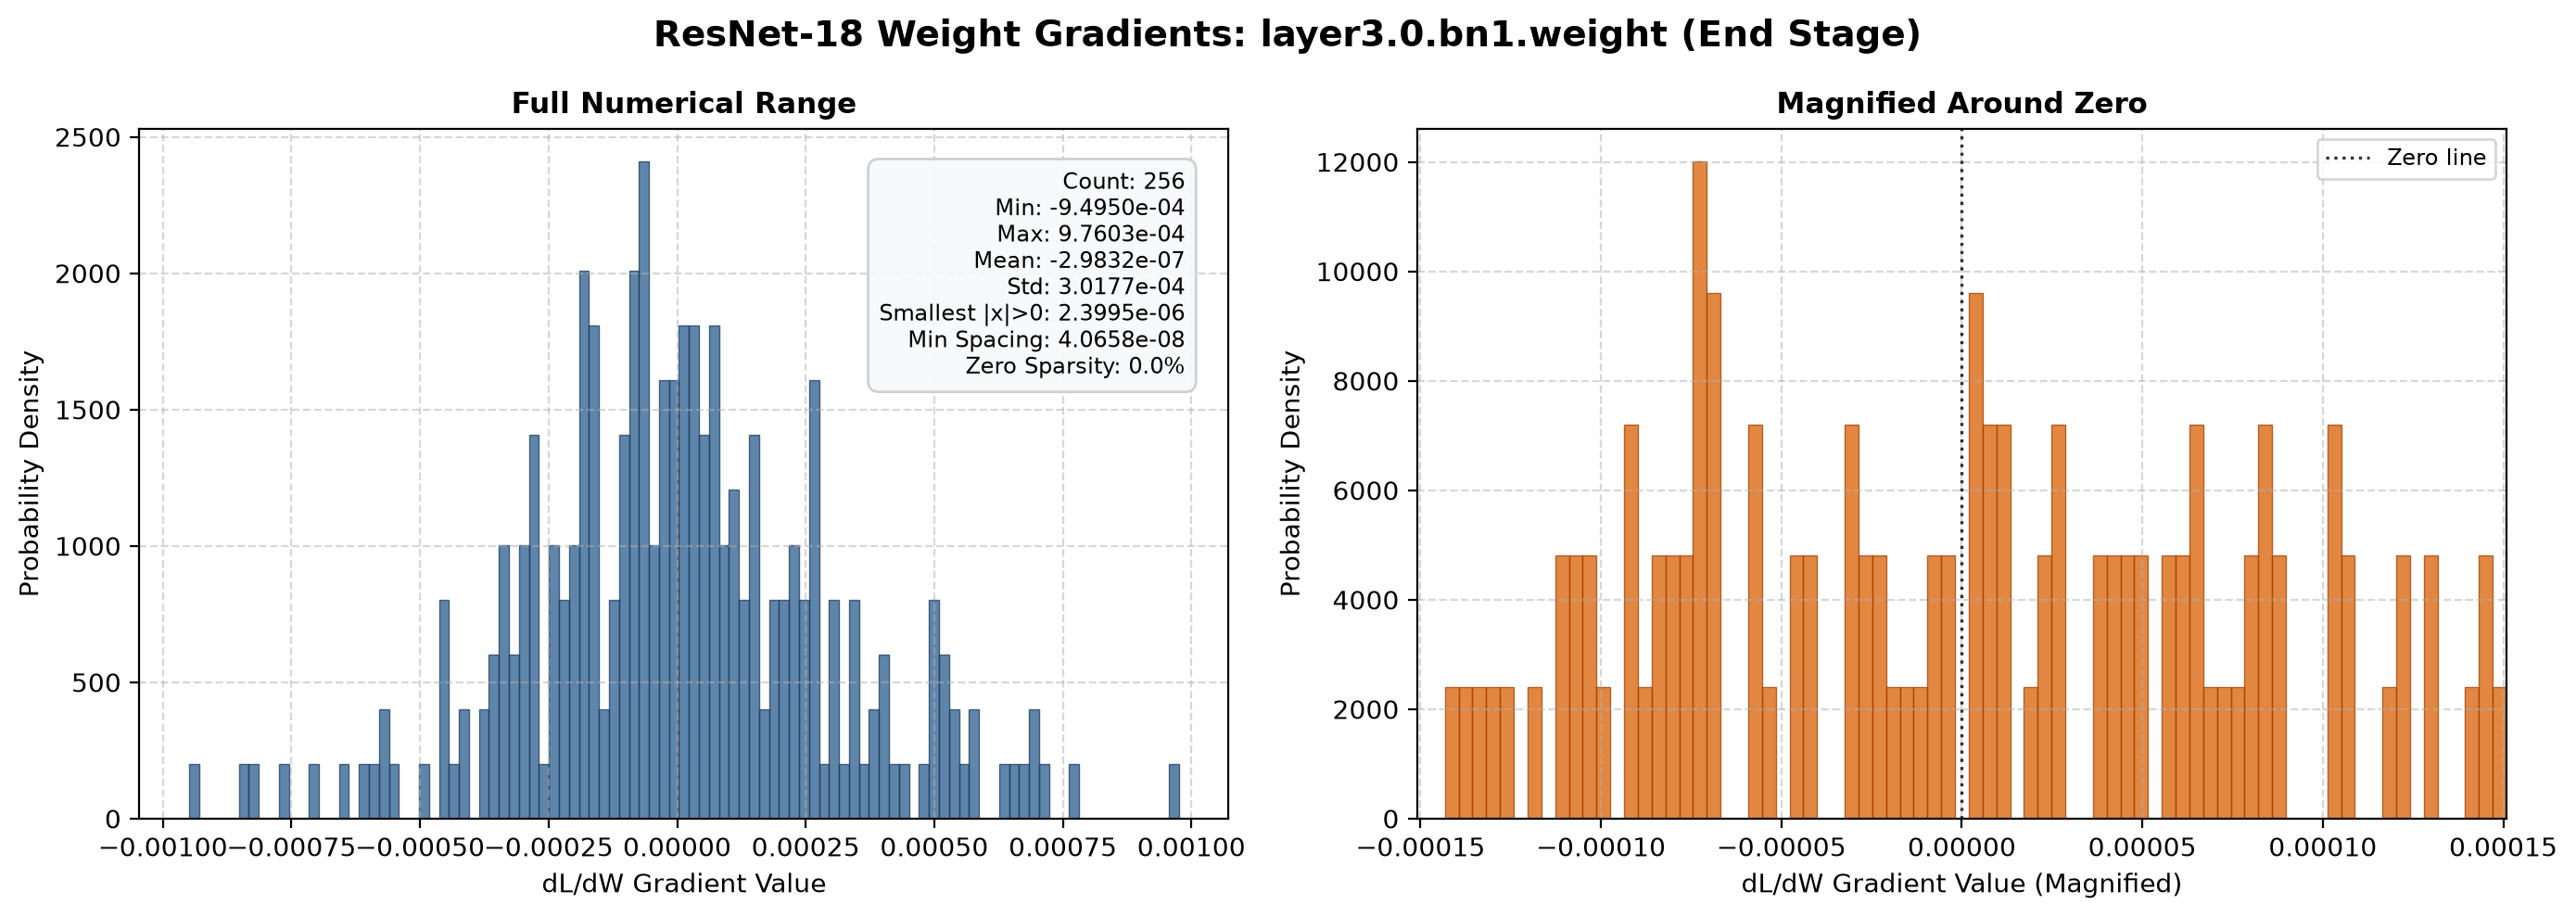 ResNet-18 Weight Gradients: layer3.0.bn1.weight (End Stage)
Full Numerical Range
Probability Density
2500
2000
1500
1000
500
0
Count: 256
Min: -9.4950e-04
Max: 9.7603e-04
Mean: -2.9832e-07
Std: 3.0177e-04
Smallest |x|>0: 2.3995e-06
Min Spacing: 4.0658e-08
Zero Sparsity: 0.0%
−0.00100 −0.00075 −0.00050 −0.00025 0.00000 0.00025 0.00050 0.00075 0.00100
dL/dW Gradient Value
Magnified Around Zero
Probability Density
12000
10000
8000
6000
4000
2000
0
Zero line
−0.00015 −0.00010 −0.00005 0.00000 0.00005 0.00010 0.00015
dL/dW Gradient Value (Magnified)